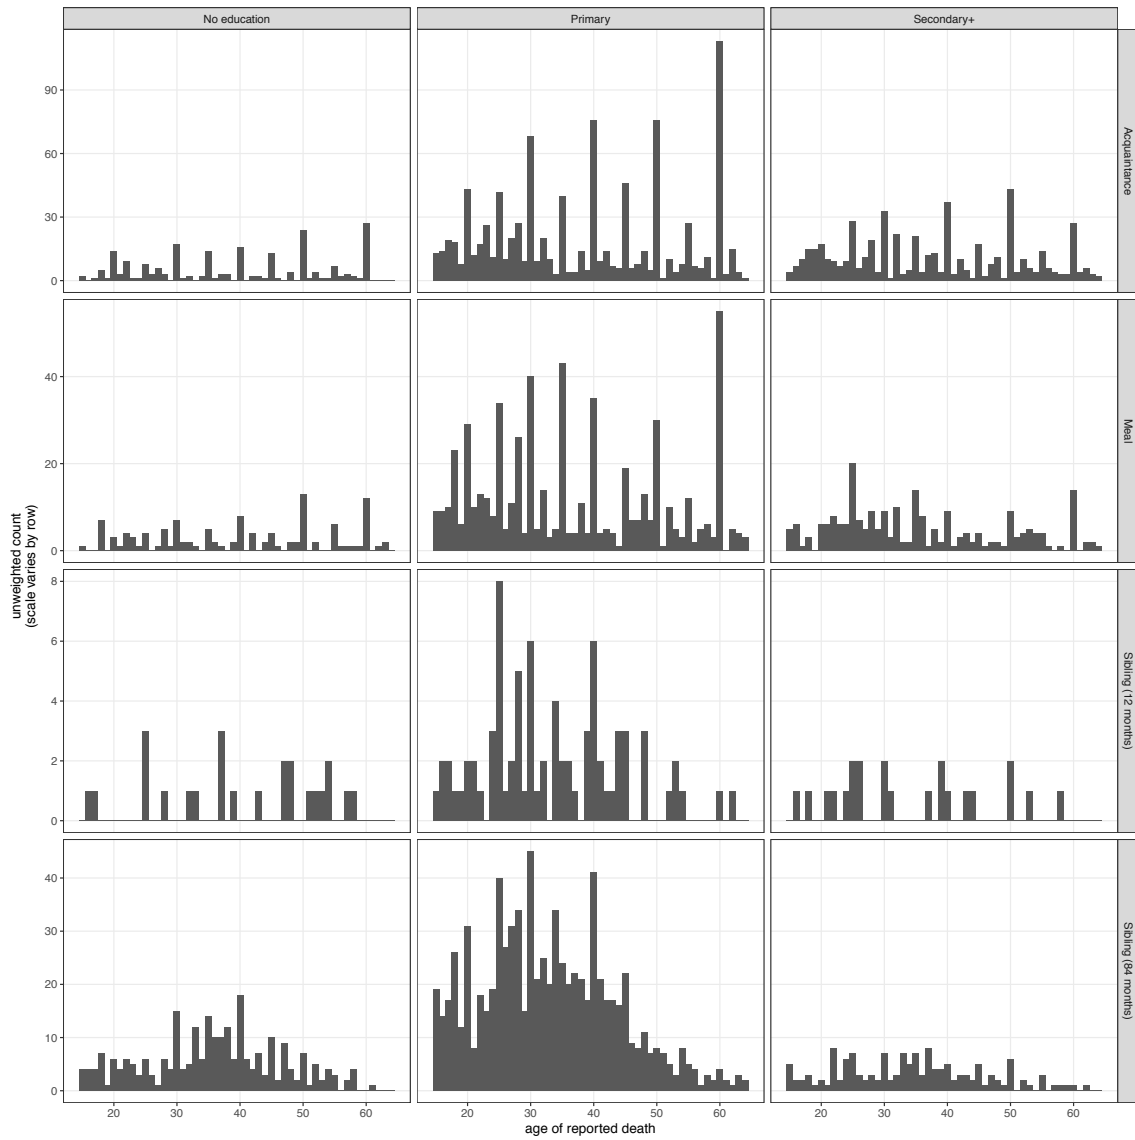 No education
Primary
Secondary+
90
60
30
0
Acquaintance
40
20
0
Meal
unweighted count
(scale varies by row)
8
6
4
2
0
Sibling (12 months)
40
30
20
10
0
Sibling (84 months)
20 30 40 50 60
20 30 40 50 60
20 30 40 50 60
age of reported death